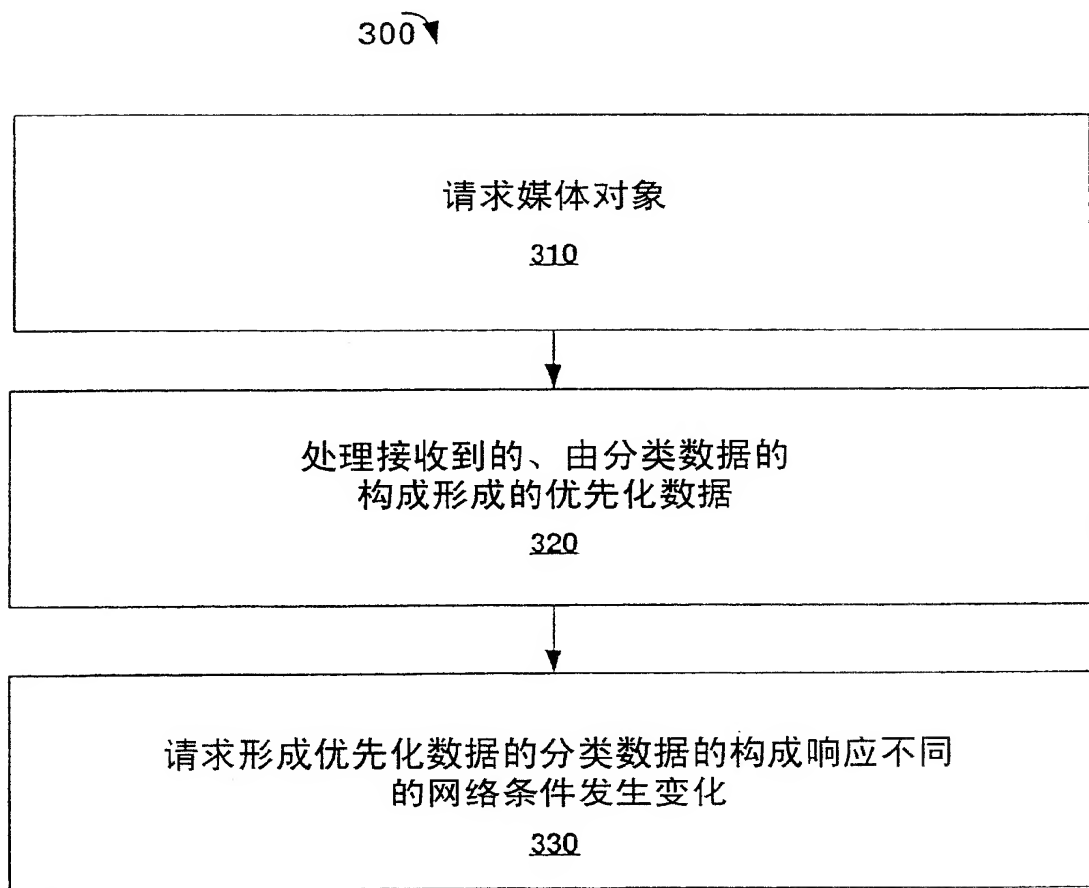 300
请求媒体对象
310
处理接收到的、由分类数据的
构成形成的优先化数据
320
请求形成优先化数据的分类数据的构成响应不同
的网络条件发生变化
330